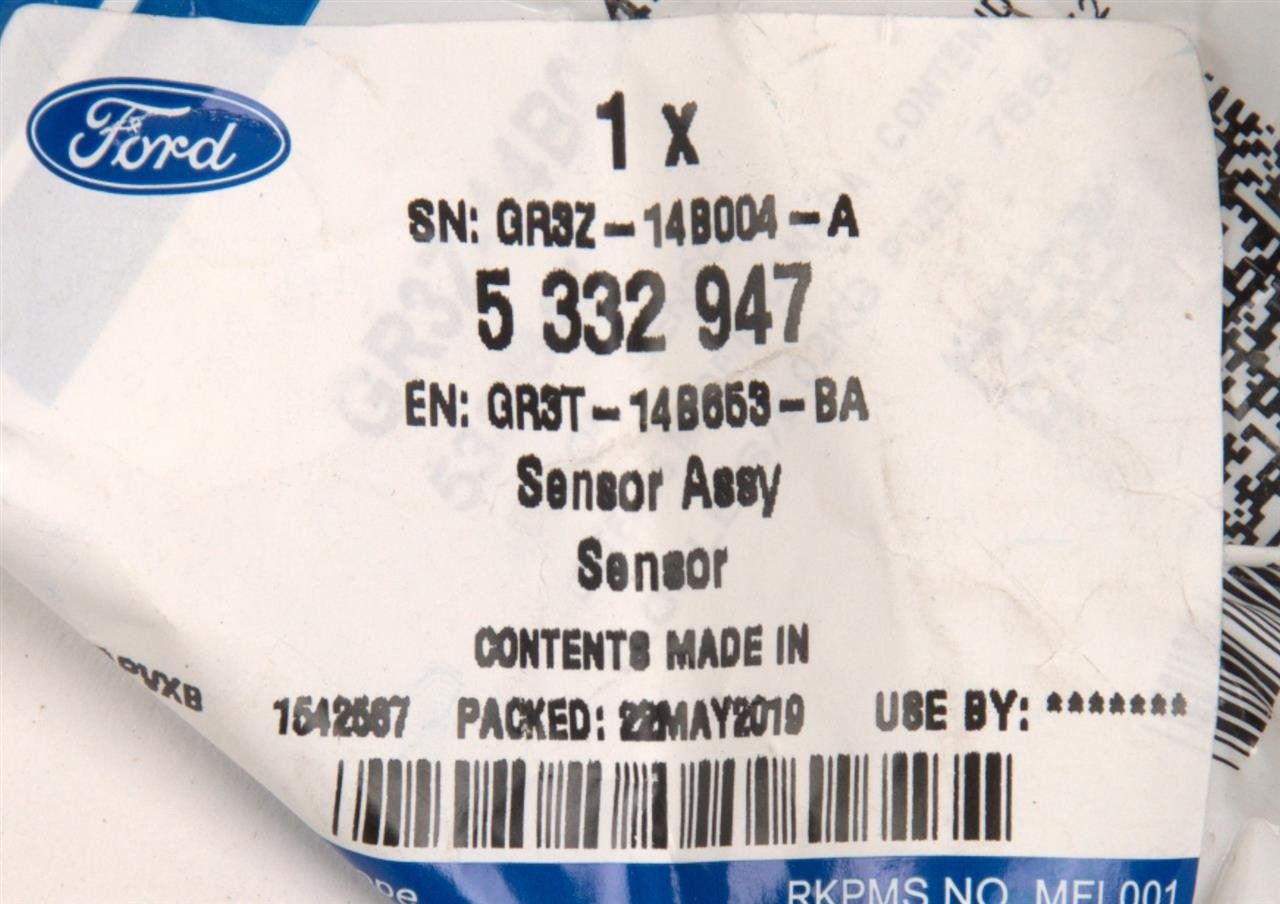 Ford
1 X
SN: GR3Z-14B004-A
5 332 947
EN: GR3T-14B653-BA
Sensor Assy
Sensor
CONTENTS MADE IN
1542567 PACKED: 22MAY2019 USE BY: *******
RKPMS NO. MFL001